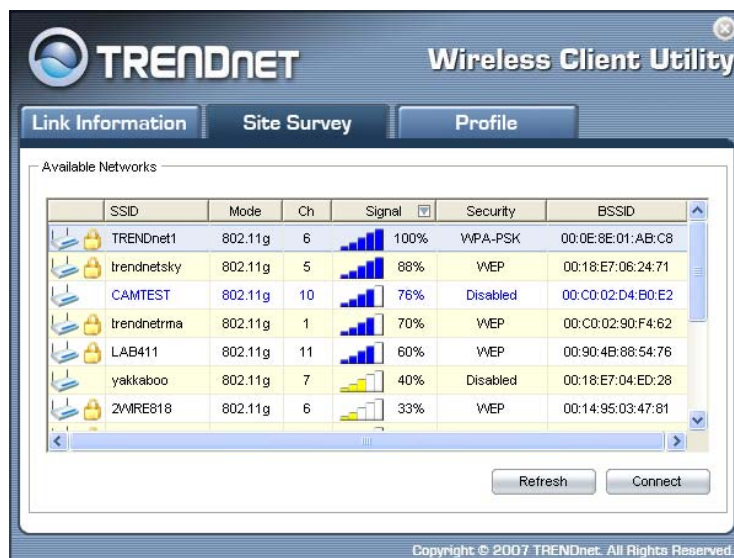 TRENDNET
Wireless Client Utility
Link Information Site Survey Profile
Available Networks
SSID Mode Ch Signal Security BSSID
TRENDnet1 802.11g 6 100% WPA-PSK 00:0E:8E:01:AB:C8
trendnetsky 802.11g 5 88% WEP 00:18:E7:06:24:71
CAMTEST 802.11g 10 76% Disabled 00:C0:02:D4:B0:E2
trendnetrma 802.11g 1 70% WEP 00:C0:02:90:F4:62
LAB411 802.11g 11 60% WEP 00:90:4B:88:54:76
yakkaboo 802.11g 7 40% Disabled 00:18:E7:04:ED:28
2WIRE818 802.11g 6 33% WEP 00:14:95:03:47:81
Refresh Connect
Copyright © 2007 TRENDnet. All Rights Reserved.